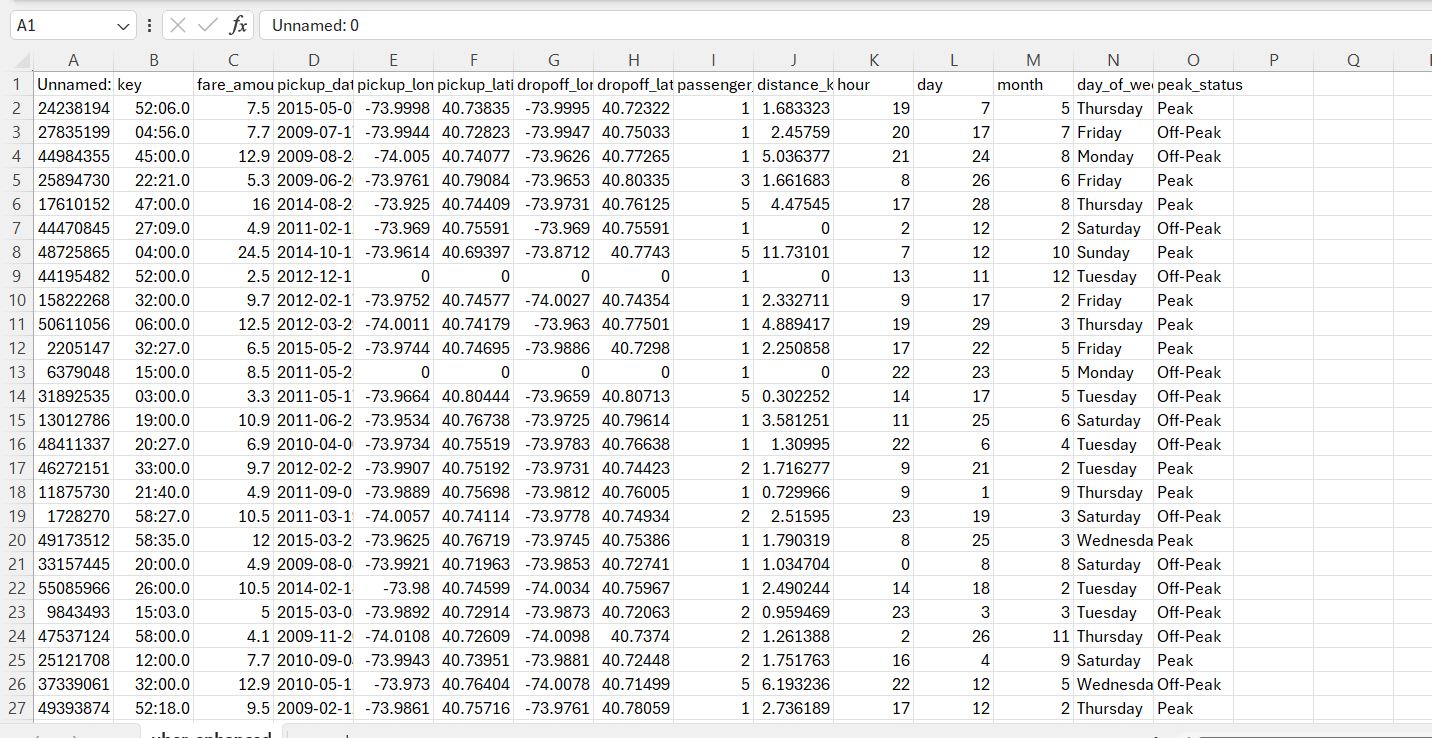 A1 fx Unnamed: 0
A B C D E F G H I J K L M N O P Q
1 Unnamed: key fare_amou pickup_dat pickup_lon pickup_lati dropoff_lon dropoff_lat passenger_ distance_k hour day month day_of_we peak_status
2 24238194 52:06.0 7.5 2015-05-0 -73.9998 40.73835 -73.9995 40.72322 1 1.683323 19 7 5 Thursday Peak
3 27835199 04:56.0 7.7 2009-07-1 -73.9944 40.72823 -73.9947 40.75033 1 2.45759 20 17 7 Friday Off-Peak
4 44984355 45:00.0 12.9 2009-08-2 -74.005 40.74077 -73.9626 40.77265 1 5.036377 21 24 8 Monday Off-Peak
5 25894730 22:21.0 5.3 2009-06-2 -73.9761 40.79084 -73.9653 40.80335 3 1.661683 8 26 6 Friday Peak
6 17610152 47:00.0 16 2014-08-2 -73.925 40.74409 -73.9731 40.76125 5 4.47545 17 28 8 Thursday Peak
7 44470845 27:09.0 4.9 2011-02-1 -73.969 40.75591 -73.969 40.75591 1 0 2 12 2 Saturday Off-Peak
8 48725865 04:00.0 24.5 2014-10-1 -73.9614 40.69397 -73.8712 40.7743 5 11.73101 7 12 10 Sunday Peak
9 44195482 52:00.0 2.5 2012-12-1 0 0 0 0 1 0 13 11 12 Tuesday Off-Peak
10 15822268 32:00.0 9.7 2012-02-1 -73.9752 40.74577 -74.0027 40.74354 1 2.332711 9 17 2 Friday Peak
11 50611056 06:00.0 12.5 2012-03-2 -74.0011 40.74179 -73.963 40.77501 1 4.889417 19 29 3 Thursday Peak
12 2205147 32:27.0 6.5 2015-05-2 -73.9744 40.74695 -73.9886 40.7298 1 2.250858 17 22 5 Friday Peak
13 6379048 15:00.0 8.5 2011-05-2 0 0 0 0 1 0 22 23 5 Monday Off-Peak
14 31892535 03:00.0 3.3 2011-05-1 -73.9664 40.80444 -73.9659 40.80713 5 0.302252 14 17 5 Tuesday Off-Peak
15 13012786 19:00.0 10.9 2011-06-2 -73.9534 40.76738 -73.9725 40.79614 1 3.581251 11 25 6 Saturday Off-Peak
16 48411337 20:27.0 6.9 2010-04-0 -73.9734 40.75519 -73.9783 40.76638 1 1.30995 22 6 4 Tuesday Off-Peak
17 46272151 33:00.0 9.7 2012-02-2 -73.9907 40.75192 -73.9731 40.74423 2 1.716277 9 21 2 Tuesday Peak
18 11875730 21:40.0 4.9 2011-09-0 -73.9889 40.75698 -73.9812 40.76005 1 0.729966 9 1 9 Thursday Peak
19 1728270 58:27.0 10.5 2011-03-1 -74.0057 40.74114 -73.9778 40.74934 2 2.51595 23 19 3 Saturday Off-Peak
20 49173512 58:35.0 12 2015-03-2 -73.9625 40.76719 -73.9745 40.75386 1 1.790319 8 25 3 Wednesda Peak
21 33157445 20:00.0 4.9 2009-08-0 -73.9921 40.71963 -73.9853 40.72741 1 1.034704 0 8 8 Saturday Off-Peak
22 55085966 26:00.0 10.5 2014-02-1 -73.98 40.74599 -74.0034 40.75967 1 2.490244 14 18 2 Tuesday Off-Peak
23 9843493 15:03.0 5 2015-03-0 -73.9892 40.72914 -73.9873 40.72063 2 0.959469 23 3 3 Tuesday Off-Peak
24 47537124 58:00.0 4.1 2009-11-2 -74.0108 40.72609 -74.0098 40.7374 2 1.261388 2 26 11 Thursday Off-Peak
25 25121708 12:00.0 7.7 2010-09-0 -73.9943 40.73951 -73.9881 40.72448 2 1.751763 16 4 9 Saturday Peak
26 37339061 32:00.0 12.9 2010-05-1 -73.973 40.76404 -74.0078 40.71499 5 6.193236 22 12 5 Wednesda Off-Peak
27 49393874 52:18.0 9.5 2009-02-1 -73.9861 40.75716 -73.9761 40.78059 1 2.736189 17 12 2 Thursday Peak
uber_enhanced